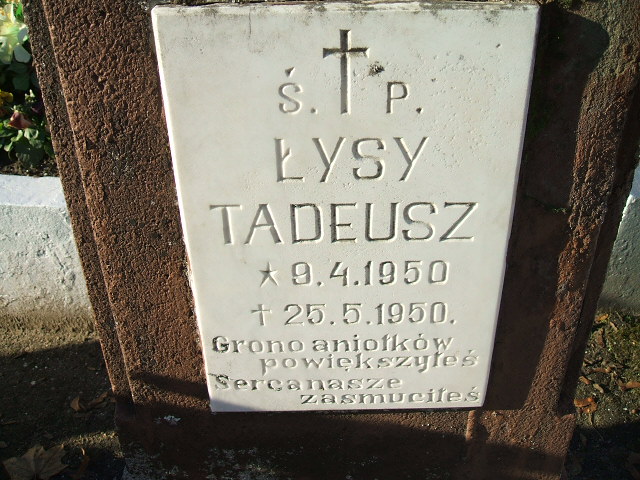 Ś. P.
ŁYSY
TADEUSZ
* 9.4.1950
† 25.5.1950.
Grono aniołków
powiększyłeś
Serca nasze
zasmuciłeś